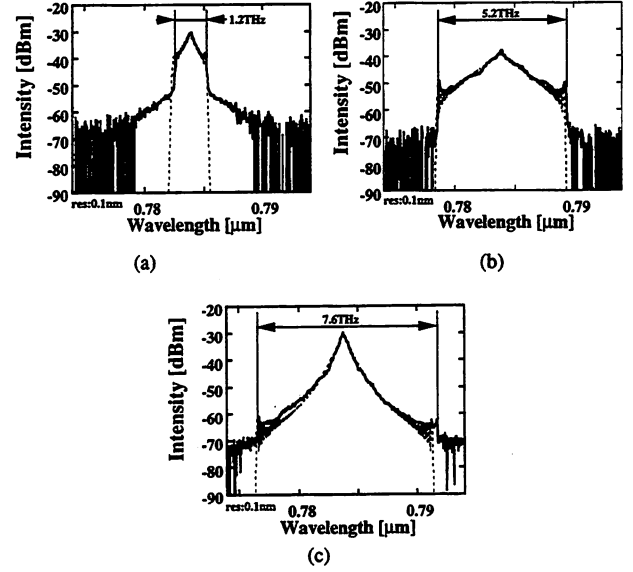 1.2THz
Intensity [dBm]
-20
-30
-40
-50
-60
-70
-80
-90
res:0.1nm
0.78
0.79
Wavelength [μm]
(a)
5.2THz
Intensity [dBm]
-20
-30
-40
-50
-60
-70
-80
-90
res:0.1nm
0.78
0.79
Wavelength [μm]
(b)
7.6THz
Intensity [dBm]
-20
-30
-40
-50
-60
-70
-80
-90
res:0.1nm
0.78
0.79
Wavelength [μm]
(c)